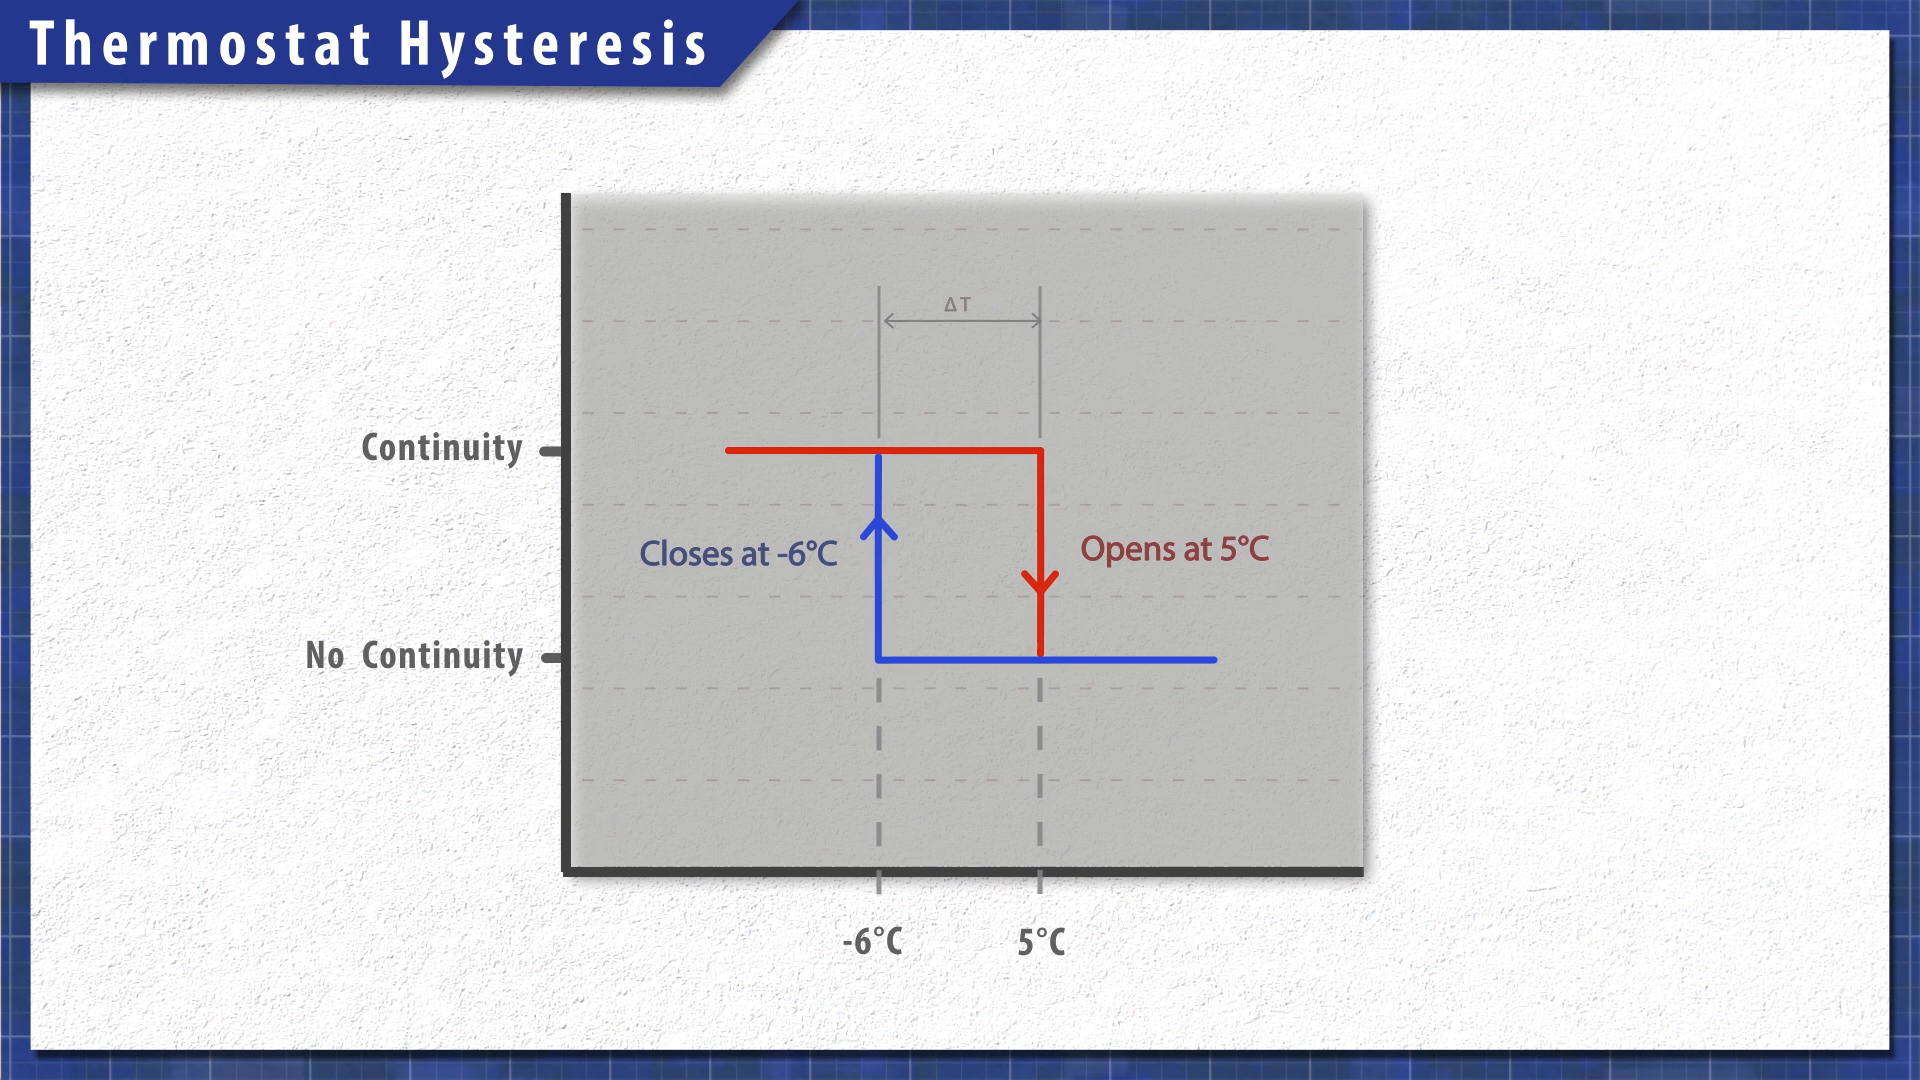 Thermostat Hysteresis
ΔT
Continuity
Closes at -6°C
Opens at 5°C
No Continuity
-6°C
5°C